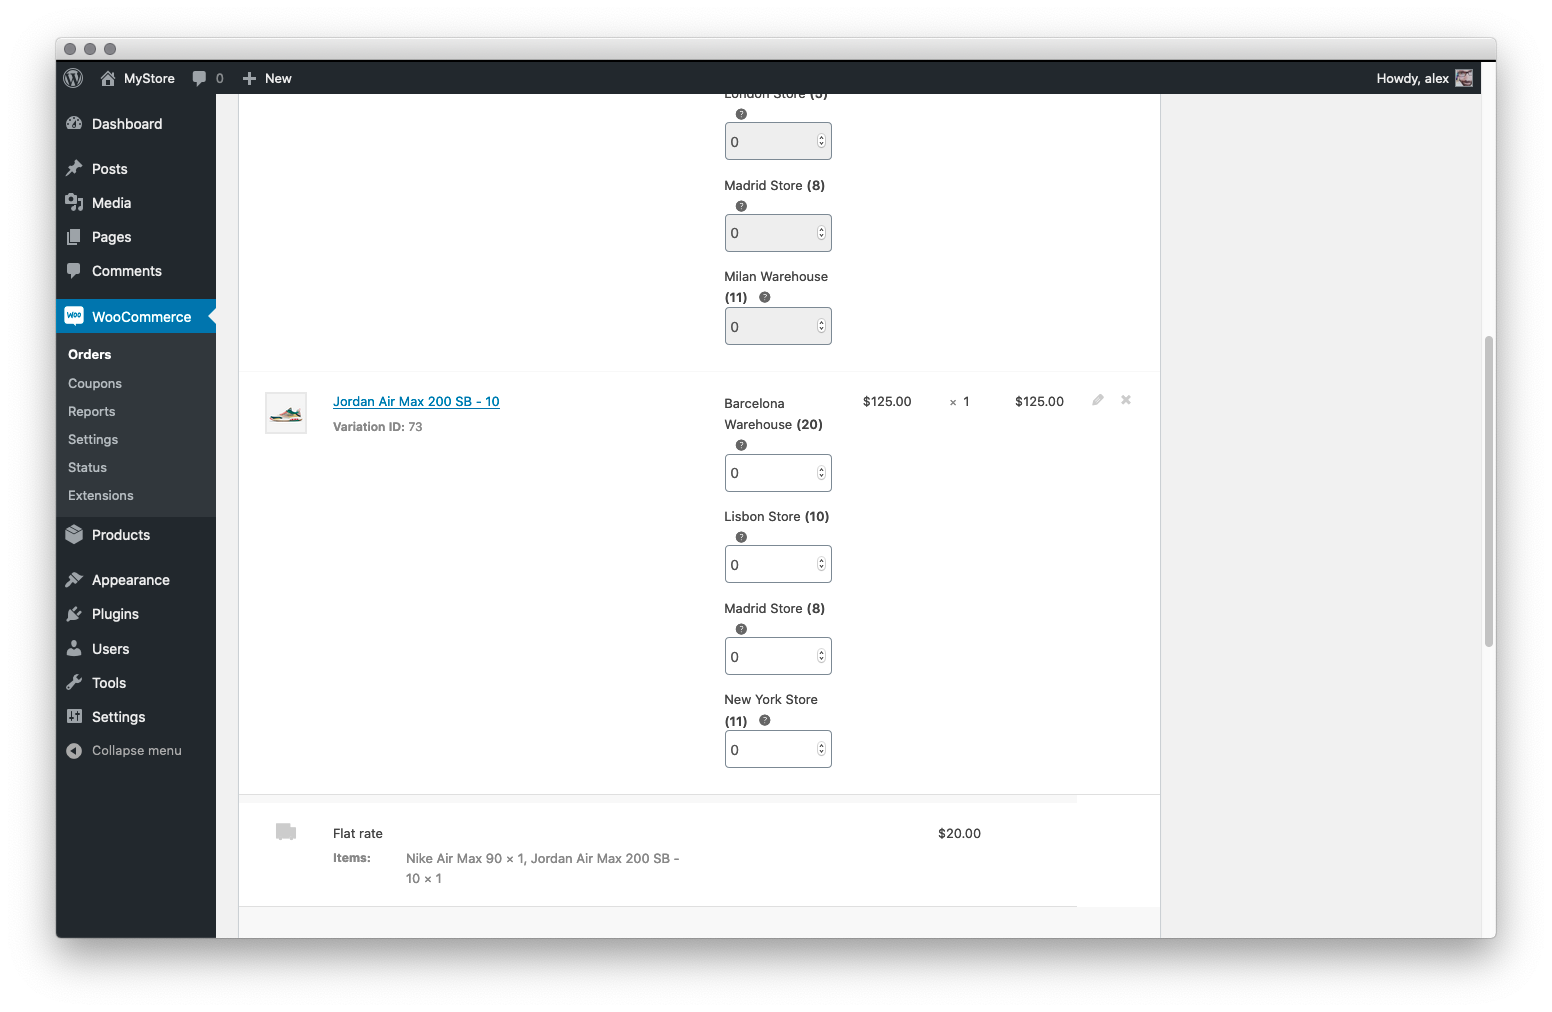 MyStore 0 New Howdy, alex
Dashboard
Posts
Media
Pages
Comments
WooCommerce
Orders
Coupons
Reports
Settings
Status
Extensions
Products
Appearance
Plugins
Users
Tools
Settings
Collapse menu
London Store (5)
0
Madrid Store (8)
0
Milan Warehouse
(11)
0
Jordan Air Max 200 SB - 10
Variation ID: 73
Barcelona
Warehouse (20)
0
Lisbon Store (10)
0
Madrid Store (8)
0
New York Store
(11)
0
$125.00 × 1 $125.00
Flat rate $20.00
Items: Nike Air Max 90 × 1, Jordan Air Max 200 SB -
10 × 1